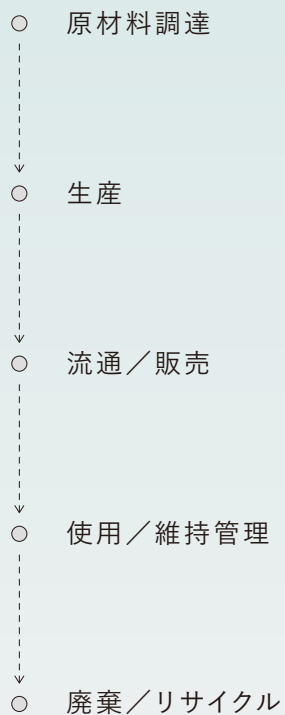 原材料調達
生産
流通／販売
使用／維持管理
廃棄／リサイクル